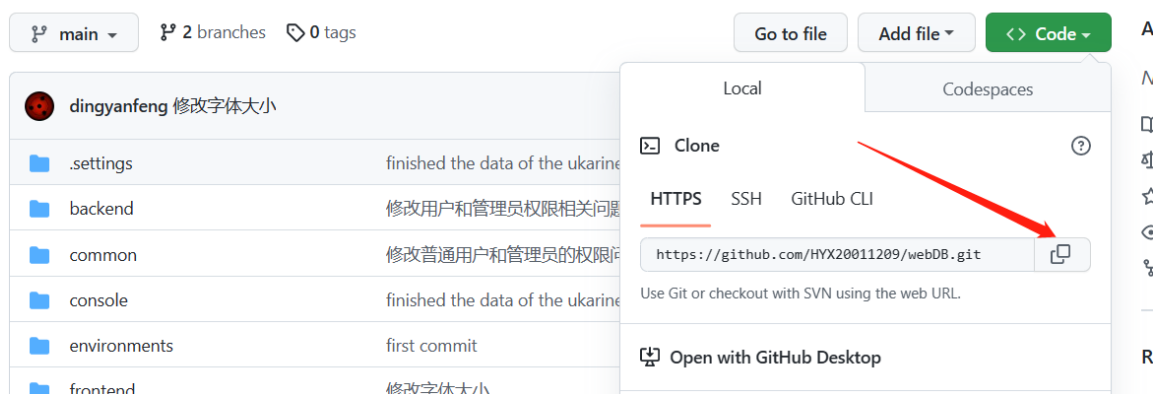 main 2 branches 0 tags Go to file Add file <> Code
Local Codespaces
dingyanfeng 修改字体大小
Clone
.settings finished the data of the ukarine
HTTPS SSH GitHub CLI
backend 修改用户和管理员权限相关问题
common 修改普通用户和管理员的权限问
https://github.com/HYX20011209/webDB.git
console finished the data of the ukarine
Use Git or checkout with SVN using the web URL.
environments first commit
Open with GitHub Desktop
frontend 修改字体大小